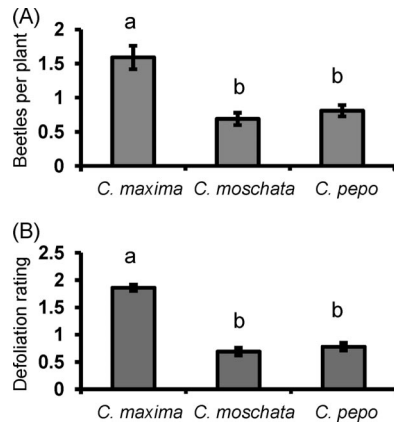 (A)
Beetles per plant
2
1.5
1
0.5
0
a
b
b
C. maxima C. moschata C. pepo
(B)
Defoliation rating
2.5
2
1.5
1
0.5
0
a
b
b
C. maxima C. moschata C. pepo